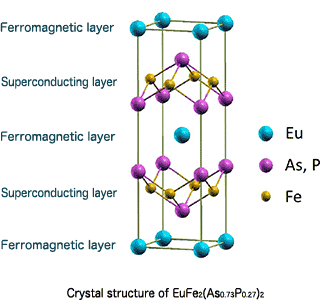 Ferromagnetic layer
Superconducting layer
Ferromagnetic layer
Superconducting layer
Ferromagnetic layer
Eu
As, P
Fe
Crystal structure of EuFe₂(As₀.₇₃P₀.₂₇)₂